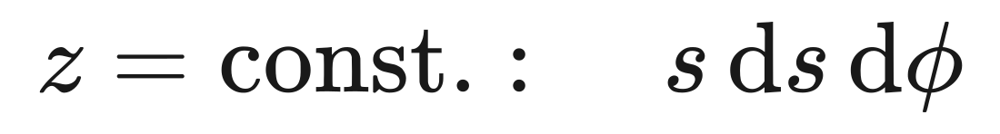 z = const. : s ds dϕ